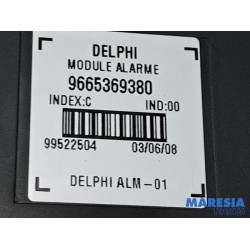 DELPHI
MODULE ALARME
9665369380
INDEX:C IND:00
99522504 03/06/08
DELPHI ALM-01
MARESIA